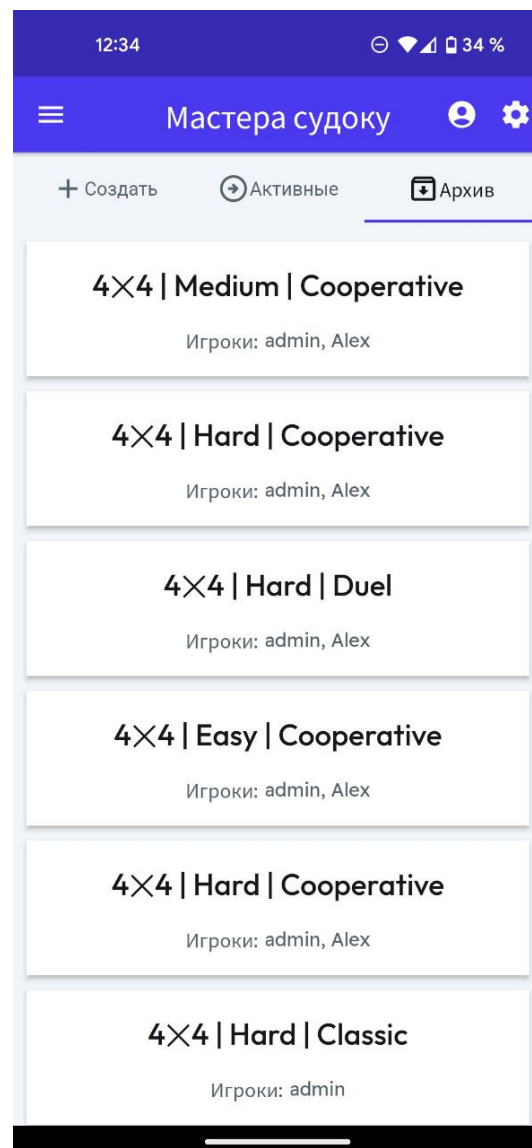 12:34 34 %
Мастера судоку
Создать Активные Архив
4×4 | Medium | Cooperative
Игроки: admin, Alex
4×4 | Hard | Cooperative
Игроки: admin, Alex
4×4 | Hard | Duel
Игроки: admin, Alex
4×4 | Easy | Cooperative
Игроки: admin, Alex
4×4 | Hard | Cooperative
Игроки: admin, Alex
4×4 | Hard | Classic
Игроки: admin